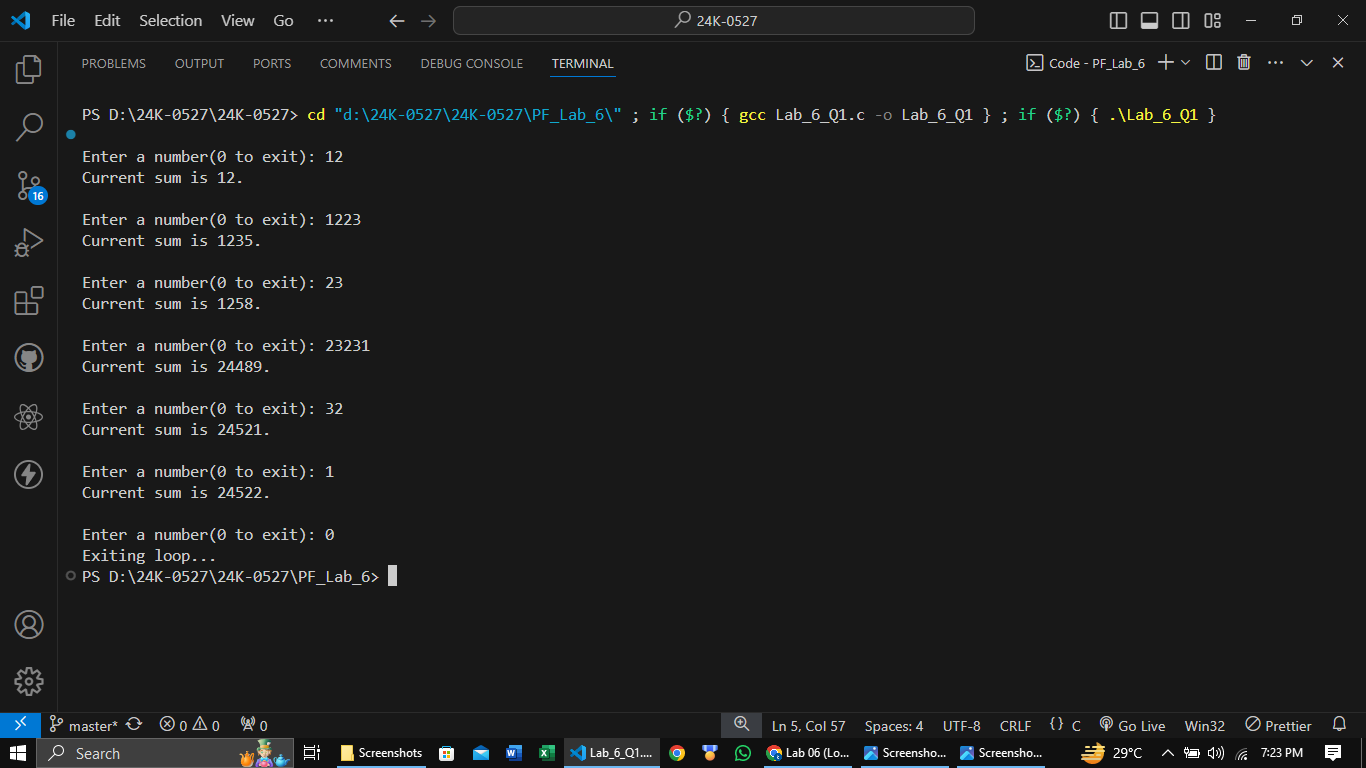 File Edit Selection View Go ··· 24K-0527
PROBLEMS OUTPUT PORTS COMMENTS DEBUG CONSOLE TERMINAL Code - PF_Lab_6
PS D:\24K-0527\24K-0527> cd "d:\24K-0527\24K-0527\PF_Lab_6\" ; if ($?) { gcc Lab_6_Q1.c -o Lab_6_Q1 } ; if ($?) { .\Lab_6_Q1 }
Enter a number(0 to exit): 12
Current sum is 12.
Enter a number(0 to exit): 1223
Current sum is 1235.
Enter a number(0 to exit): 23
Current sum is 1258.
Enter a number(0 to exit): 23231
Current sum is 24489.
Enter a number(0 to exit): 32
Current sum is 24521.
Enter a number(0 to exit): 1
Current sum is 24522.
Enter a number(0 to exit): 0
Exiting loop...
PS D:\24K-0527\24K-0527\PF_Lab_6>
16
master* 0 0 0 Ln 5, Col 57 Spaces: 4 UTF-8 CRLF {} C Go Live Win32 Prettier
Search Screenshots Lab_6_Q1.... Lab 06 (Lo... Screensho... Screensho... 29°C 7:23 PM